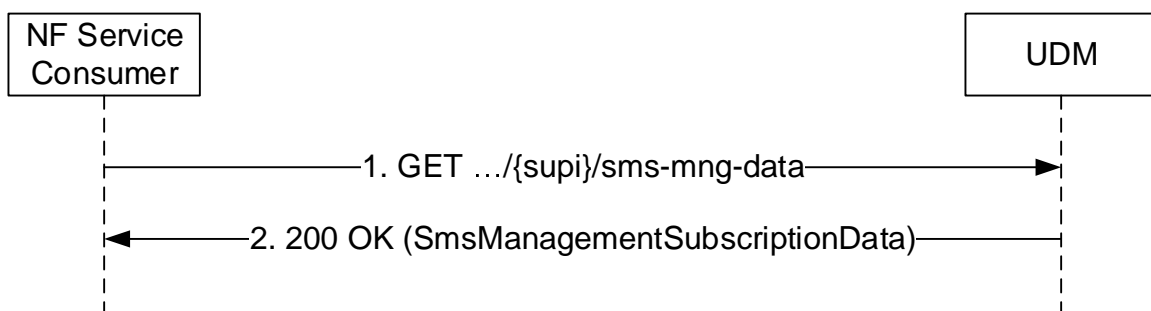 NF Service
Consumer
UDM
1. GET …/{supi}/sms-mng-data
2. 200 OK (SmsManagementSubscriptionData)